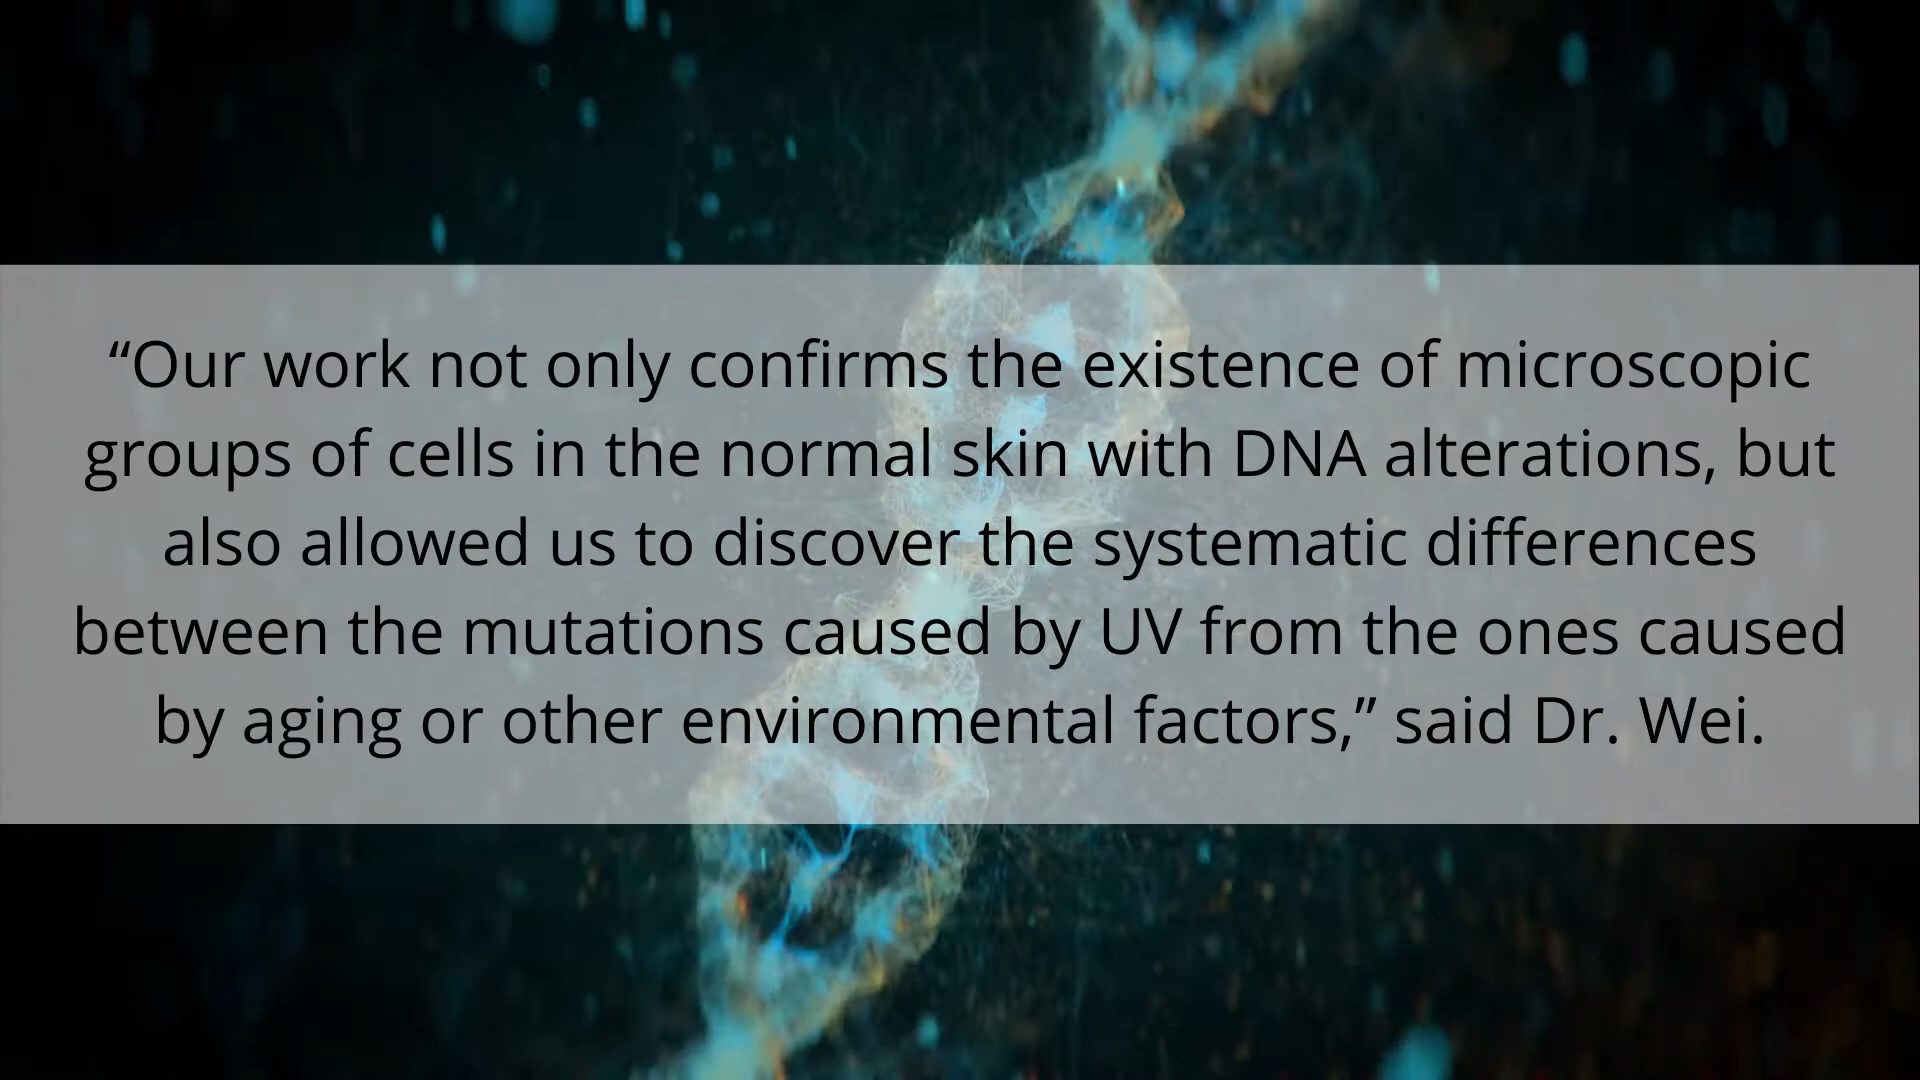 “Our work not only confirms the existence of microscopic
groups of cells in the normal skin with DNA alterations, but
also allowed us to discover the systematic differences
between the mutations caused by UV from the ones caused
by aging or other environmental factors,” said Dr. Wei.